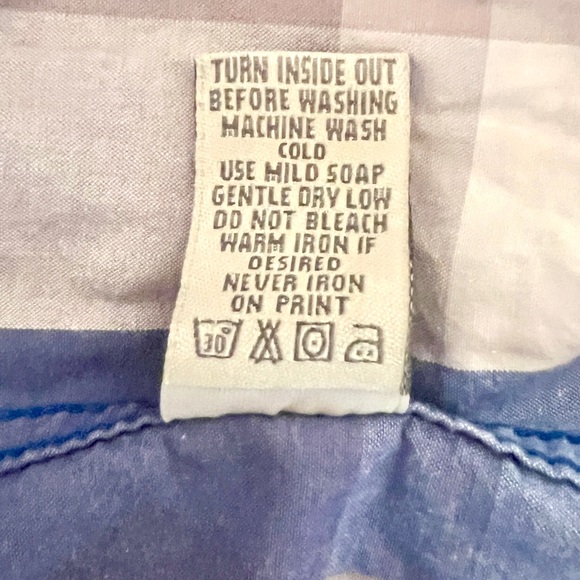 TURN INSIDE OUT
BEFORE WASHING
MACHINE WASH
COLD
USE MILD SOAP
GENTLE DRY LOW
DO NOT BLEACH
WARM IRON IF
DESIRED
NEVER IRON
ON PRINT
30°